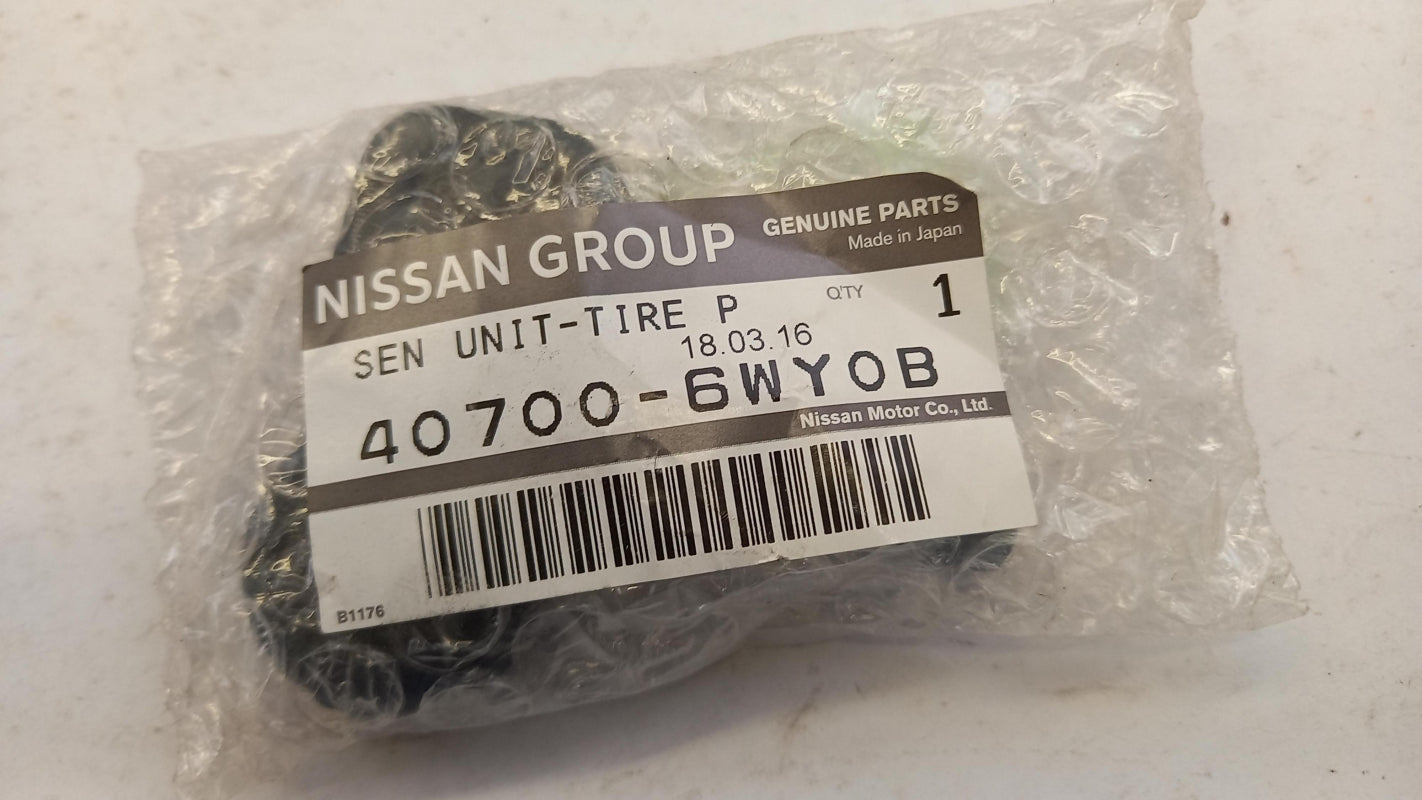 NISSAN GROUP
GENUINE PARTS
Made in Japan
SEN UNIT-TIRE P
Q'TY 1
18.03.16
40700-6WY0B
Nissan Motor Co., Ltd.
B1176